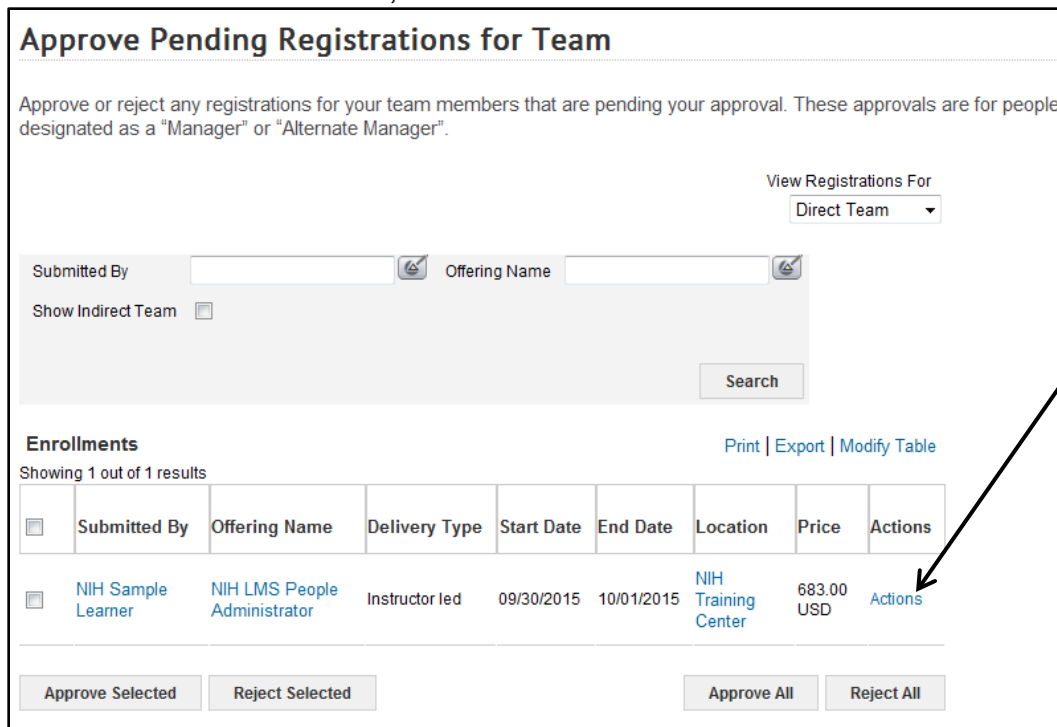 Approve Pending Registrations for Team
Approve or reject any registrations for your team members that are pending your approval. These approvals are for people
designated as a “Manager” or “Alternate Manager”.
View Registrations For
Direct Team
Submitted By Offering Name
Show Indirect Team
Search
Enrollments Print | Export | Modify Table
Showing 1 out of 1 results
Submitted By Offering Name Delivery Type Start Date End Date Location Price Actions
NIH Sample Learner NIH LMS People Administrator Instructor led 09/30/2015 10/01/2015 NIH Training Center 683.00 USD Actions
Approve Selected Reject Selected Approve All Reject All